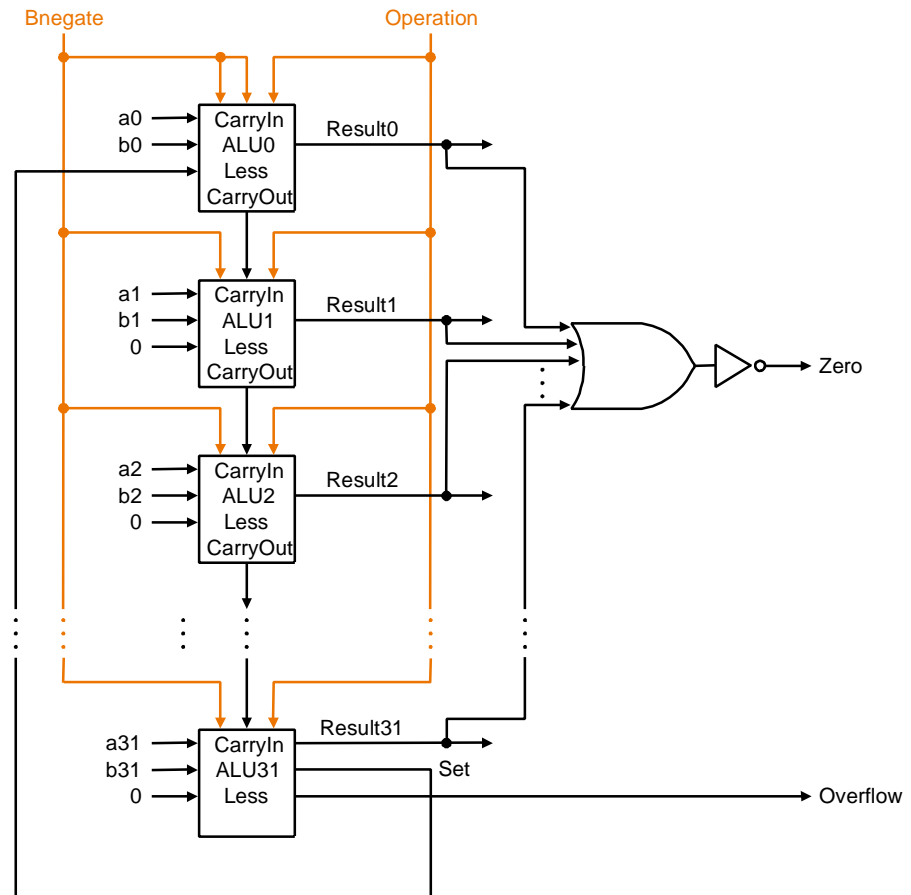 Bnegate
Operation
a0
b0
CarryIn
ALU0
Less
CarryOut
Result0
a1
b1
0
CarryIn
ALU1
Less
CarryOut
Result1
Zero
a2
b2
0
CarryIn
ALU2
Less
CarryOut
Result2
a31
b31
0
CarryIn
ALU31
Less
Result31
Set
Overflow